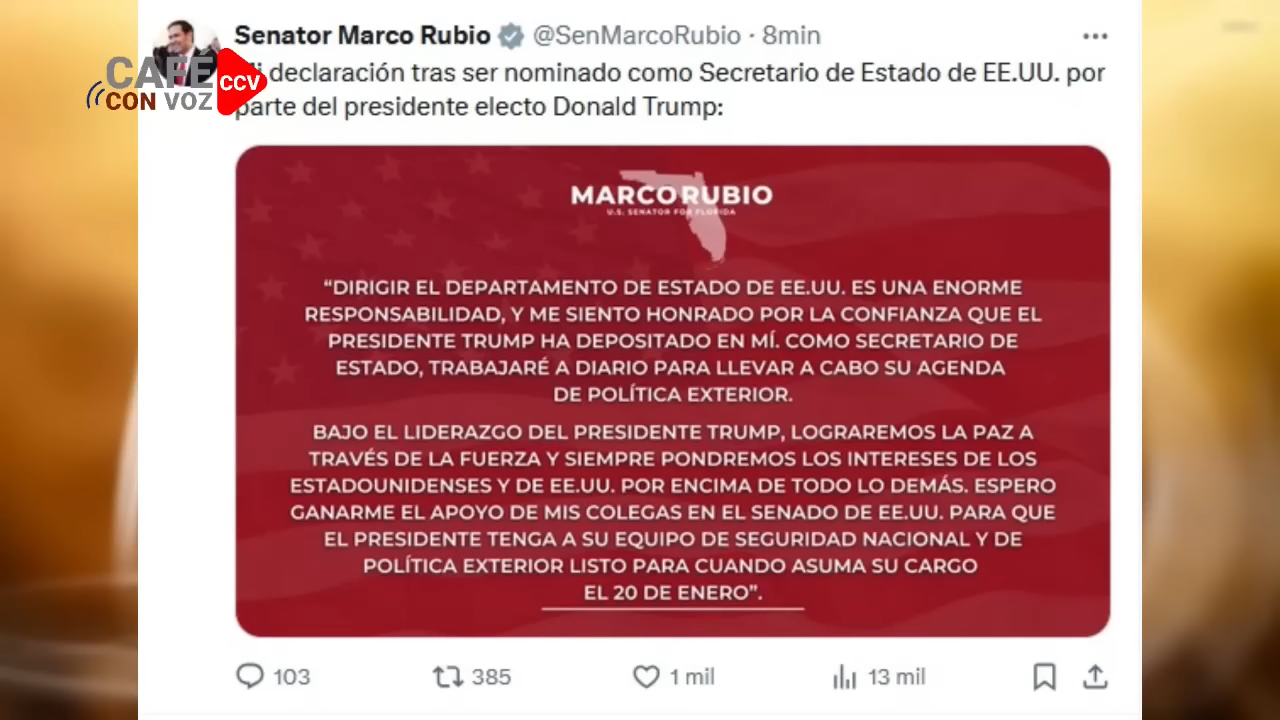 Senator Marco Rubio @SenMarcoRubio · 8min
declaración tras ser nominado como Secretario de Estado de EE.UU. por
parte del presidente electo Donald Trump:
CAFÉ
CON VOZ
CCV
MARCO RUBIO
U.S. SENATOR FOR FLORIDA
“DIRIGIR EL DEPARTAMENTO DE ESTADO DE EE.UU. ES UNA ENORME
RESPONSABILIDAD, Y ME SIENTO HONRADO POR LA CONFIANZA QUE EL
PRESIDENTE TRUMP HA DEPOSITADO EN MÍ. COMO SECRETARIO DE
ESTADO, TRABAJARÉ A DIARIO PARA LLEVAR A CABO SU AGENDA
DE POLÍTICA EXTERIOR.
BAJO EL LIDERAZGO DEL PRESIDENTE TRUMP, LOGRAREMOS LA PAZ A
TRAVÉS DE LA FUERZA Y SIEMPRE PONDREMOS LOS INTERESES DE LOS
ESTADOUNIDENSES Y DE EE.UU. POR ENCIMA DE TODO LO DEMÁS. ESPERO
GANARME EL APOYO DE MIS COLEGAS EN EL SENADO DE EE.UU. PARA QUE
EL PRESIDENTE TENGA A SU EQUIPO DE SEGURIDAD NACIONAL Y DE
POLÍTICA EXTERIOR LISTO PARA CUANDO ASUMA SU CARGO
EL 20 DE ENERO”.
103 385 1 mil 13 mil